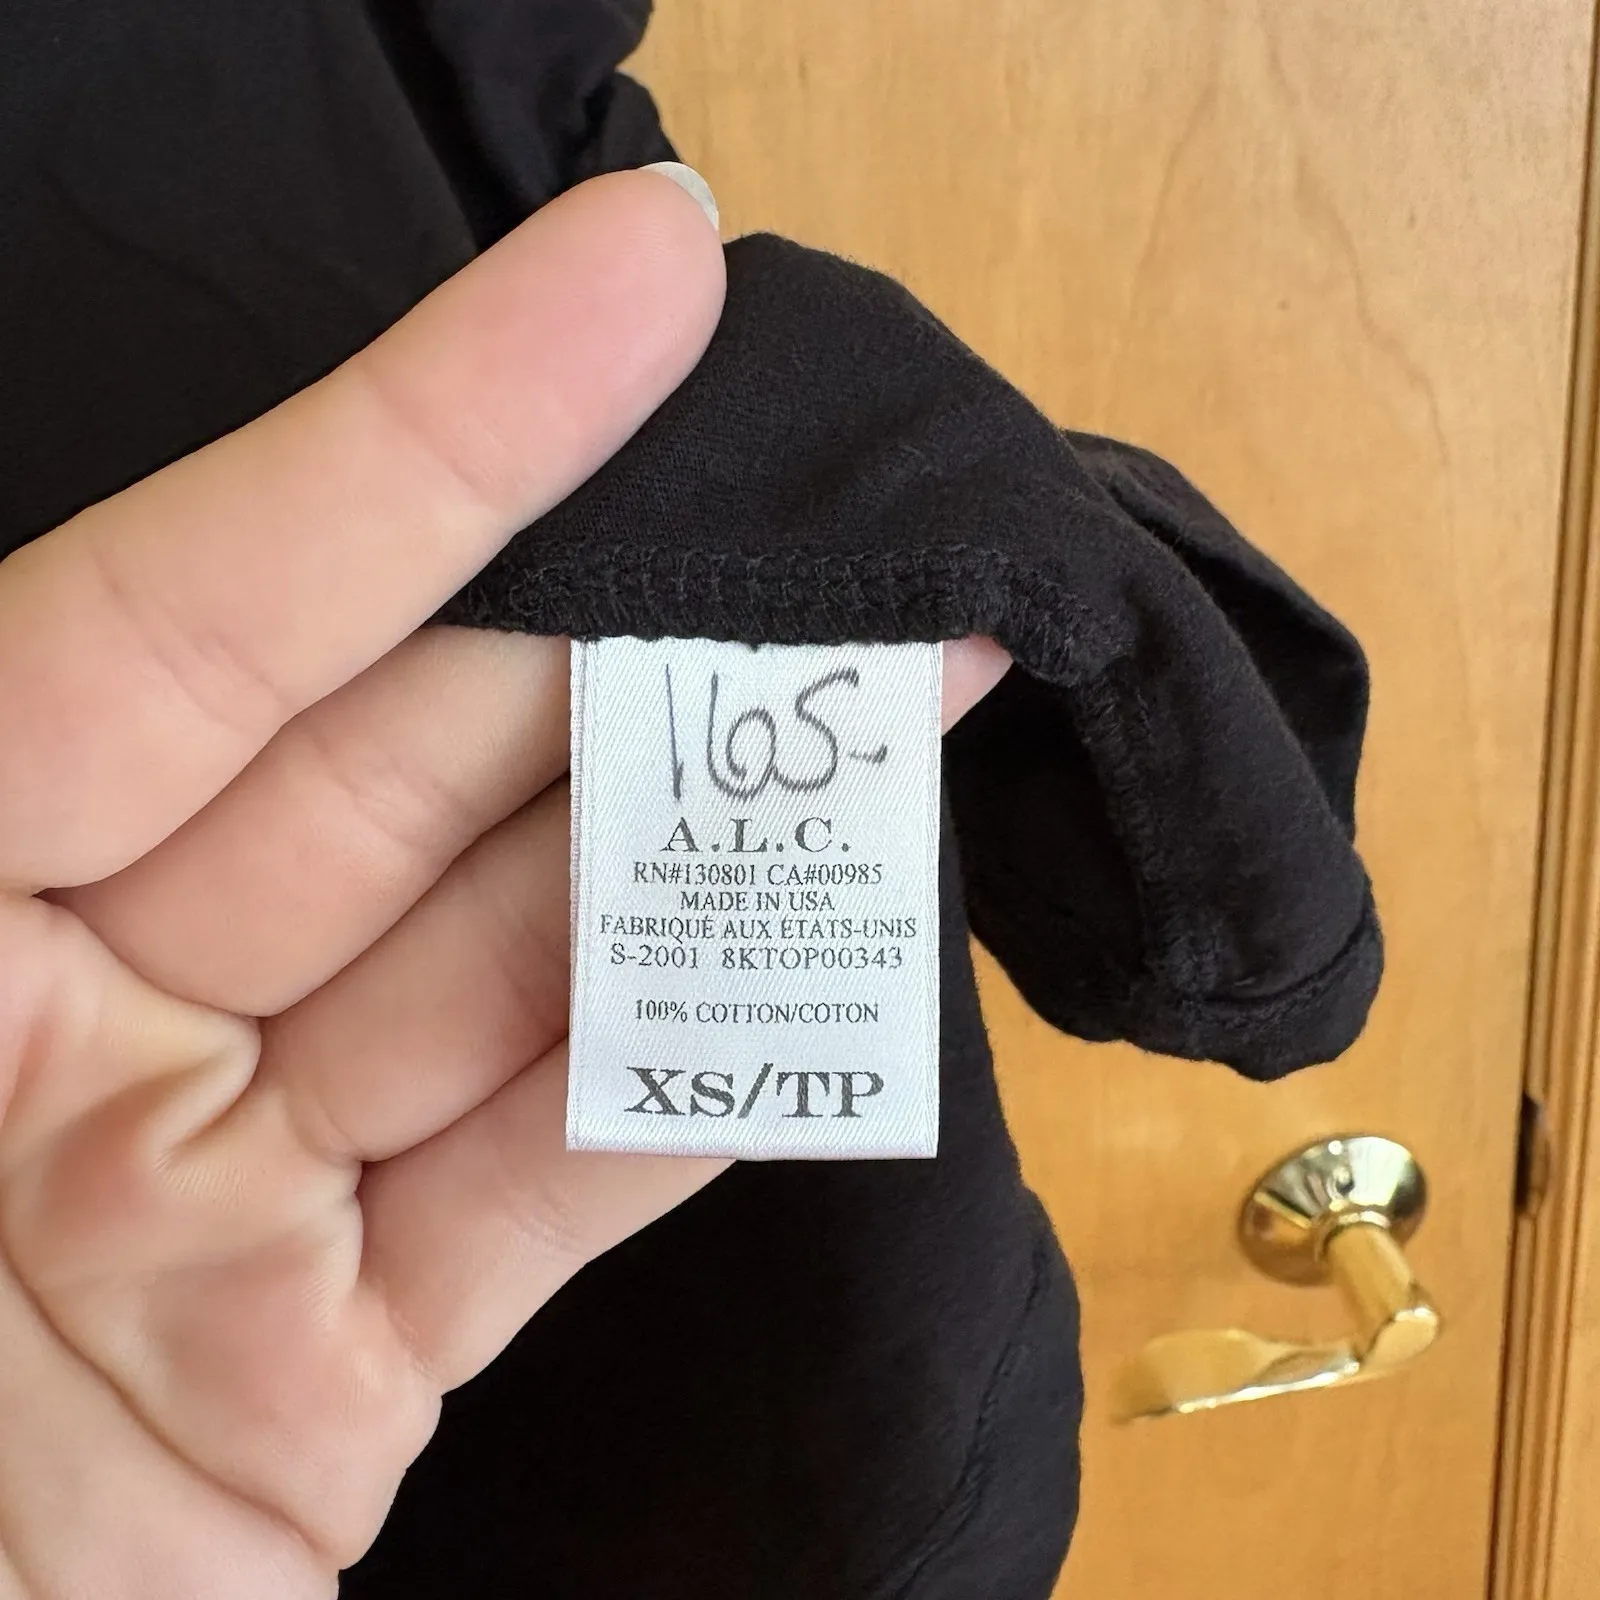 165-
A.L.C.
RN#130801 CA#00985
MADE IN USA
FABRIQUÉ AUX ÉTATS-UNIS
S-2001 8KTOP00343
100% COTTON/COTON
XS/TP